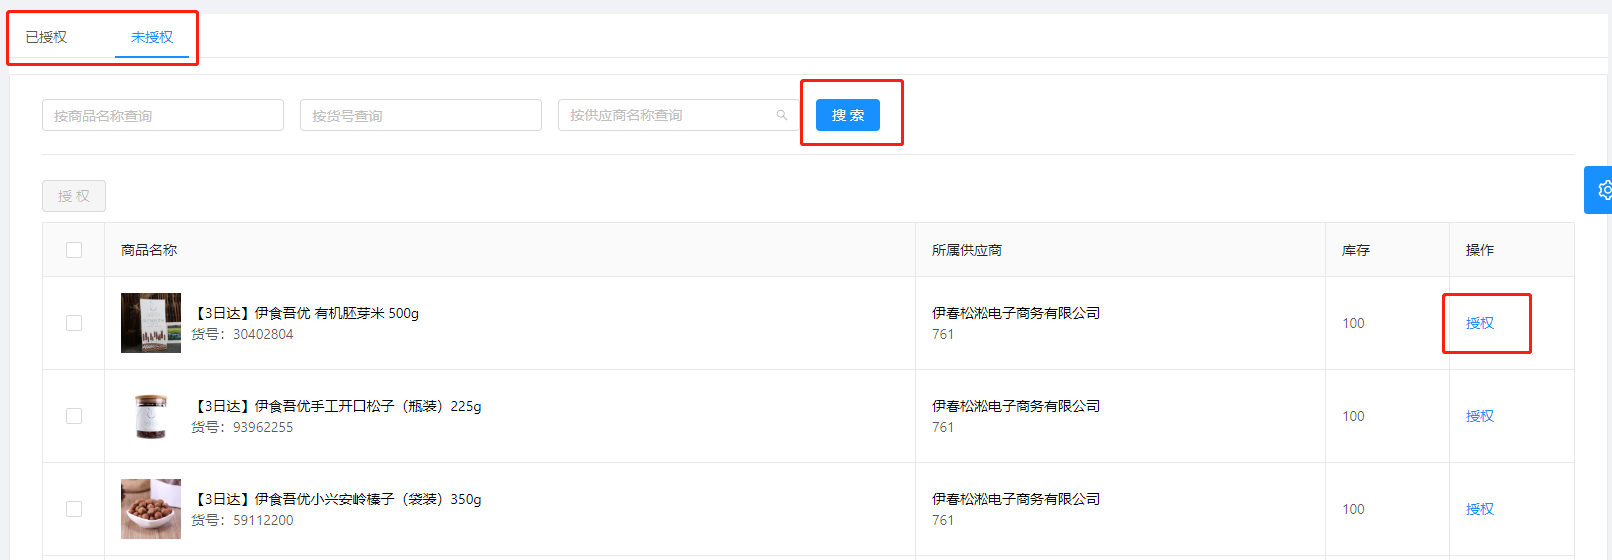 已授权 未授权
按商品名称查询 按货号查询 按供应商名称查询 搜 索
授 权
商品名称 所属供应商 库存 操作
【3日达】伊食吾优 有机胚芽米 500g
货号：30402804
伊春松淞电子商务有限公司
761
100
授权
【3日达】伊食吾优手工开口松子（瓶装）225g
货号：93962255
伊春松淞电子商务有限公司
761
100
授权
【3日达】伊食吾优小兴安岭榛子（袋装）350g
货号：59112200
伊春松淞电子商务有限公司
761
100
授权